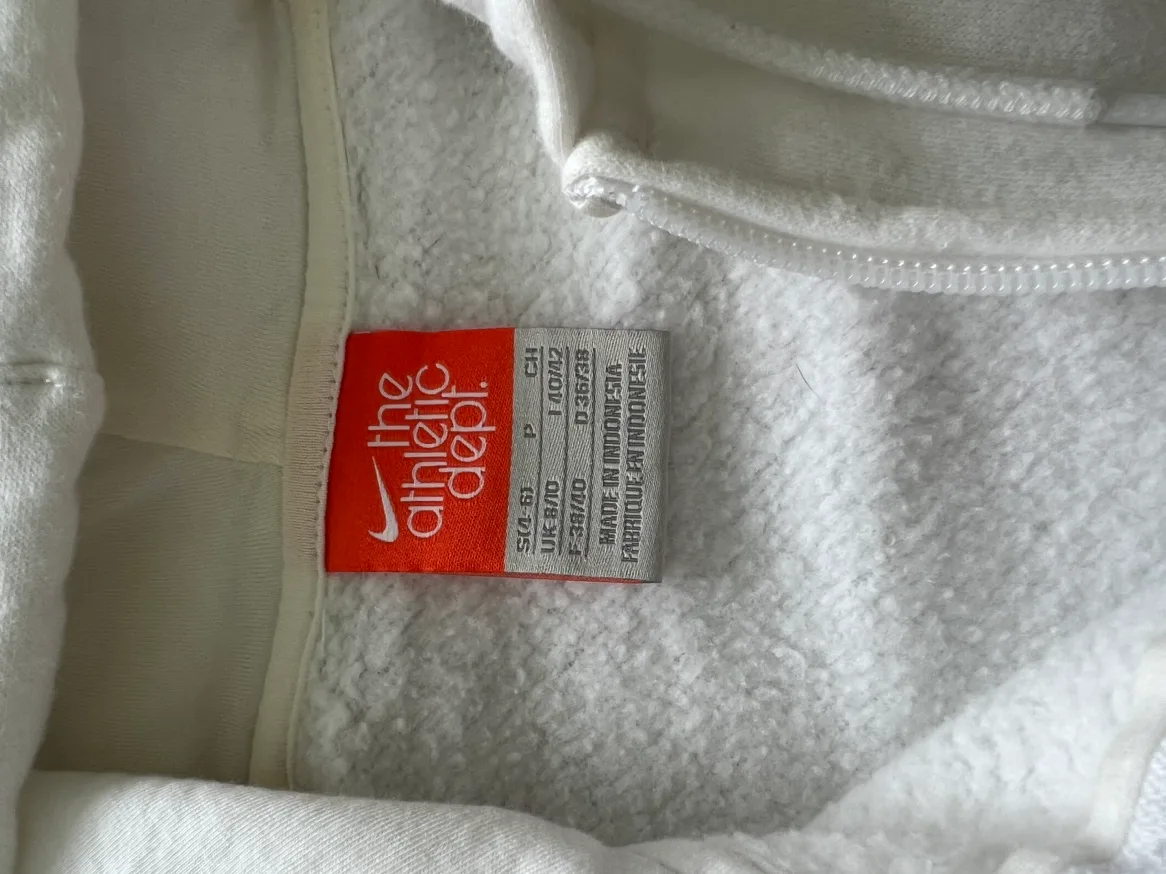 the
athletic
dept.
S(4-6) P CH
UK-8/10 I 40/42
F-38/40 D 36/38
MADE IN INDONESIA
FABRIQUE EN INDONESIE